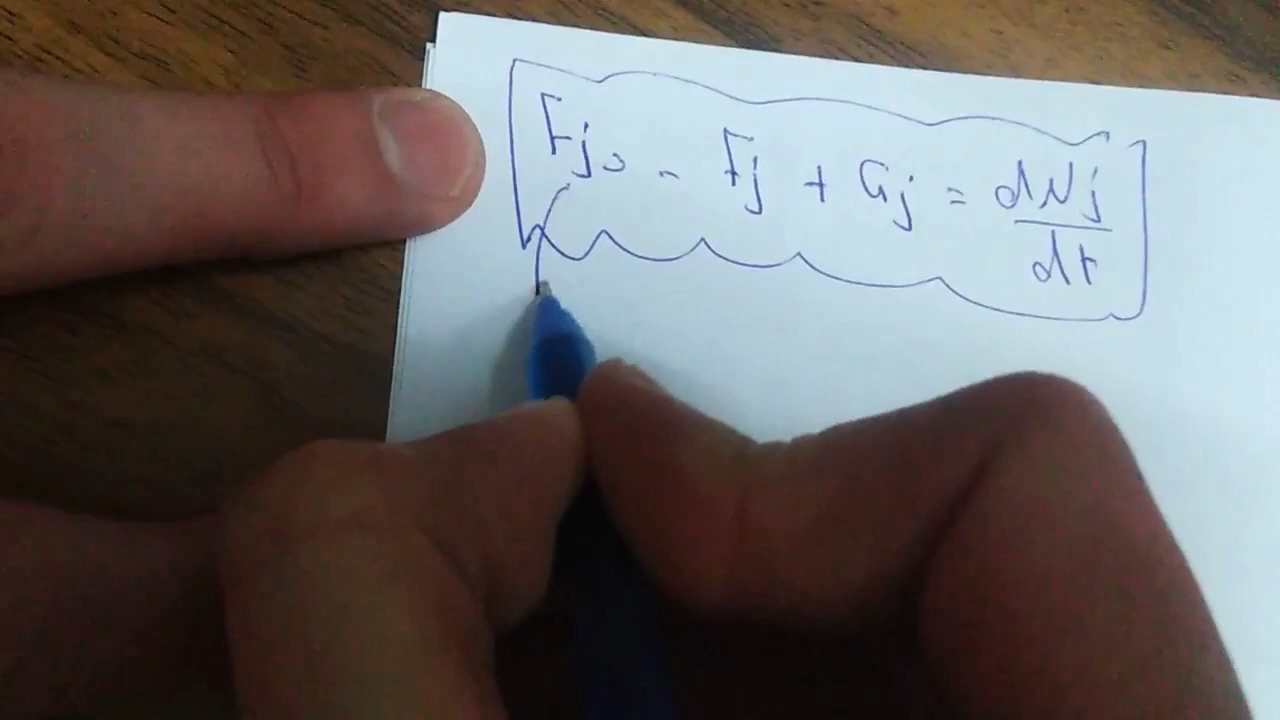 Fj₀ - Fj + Gj = dNj/dt